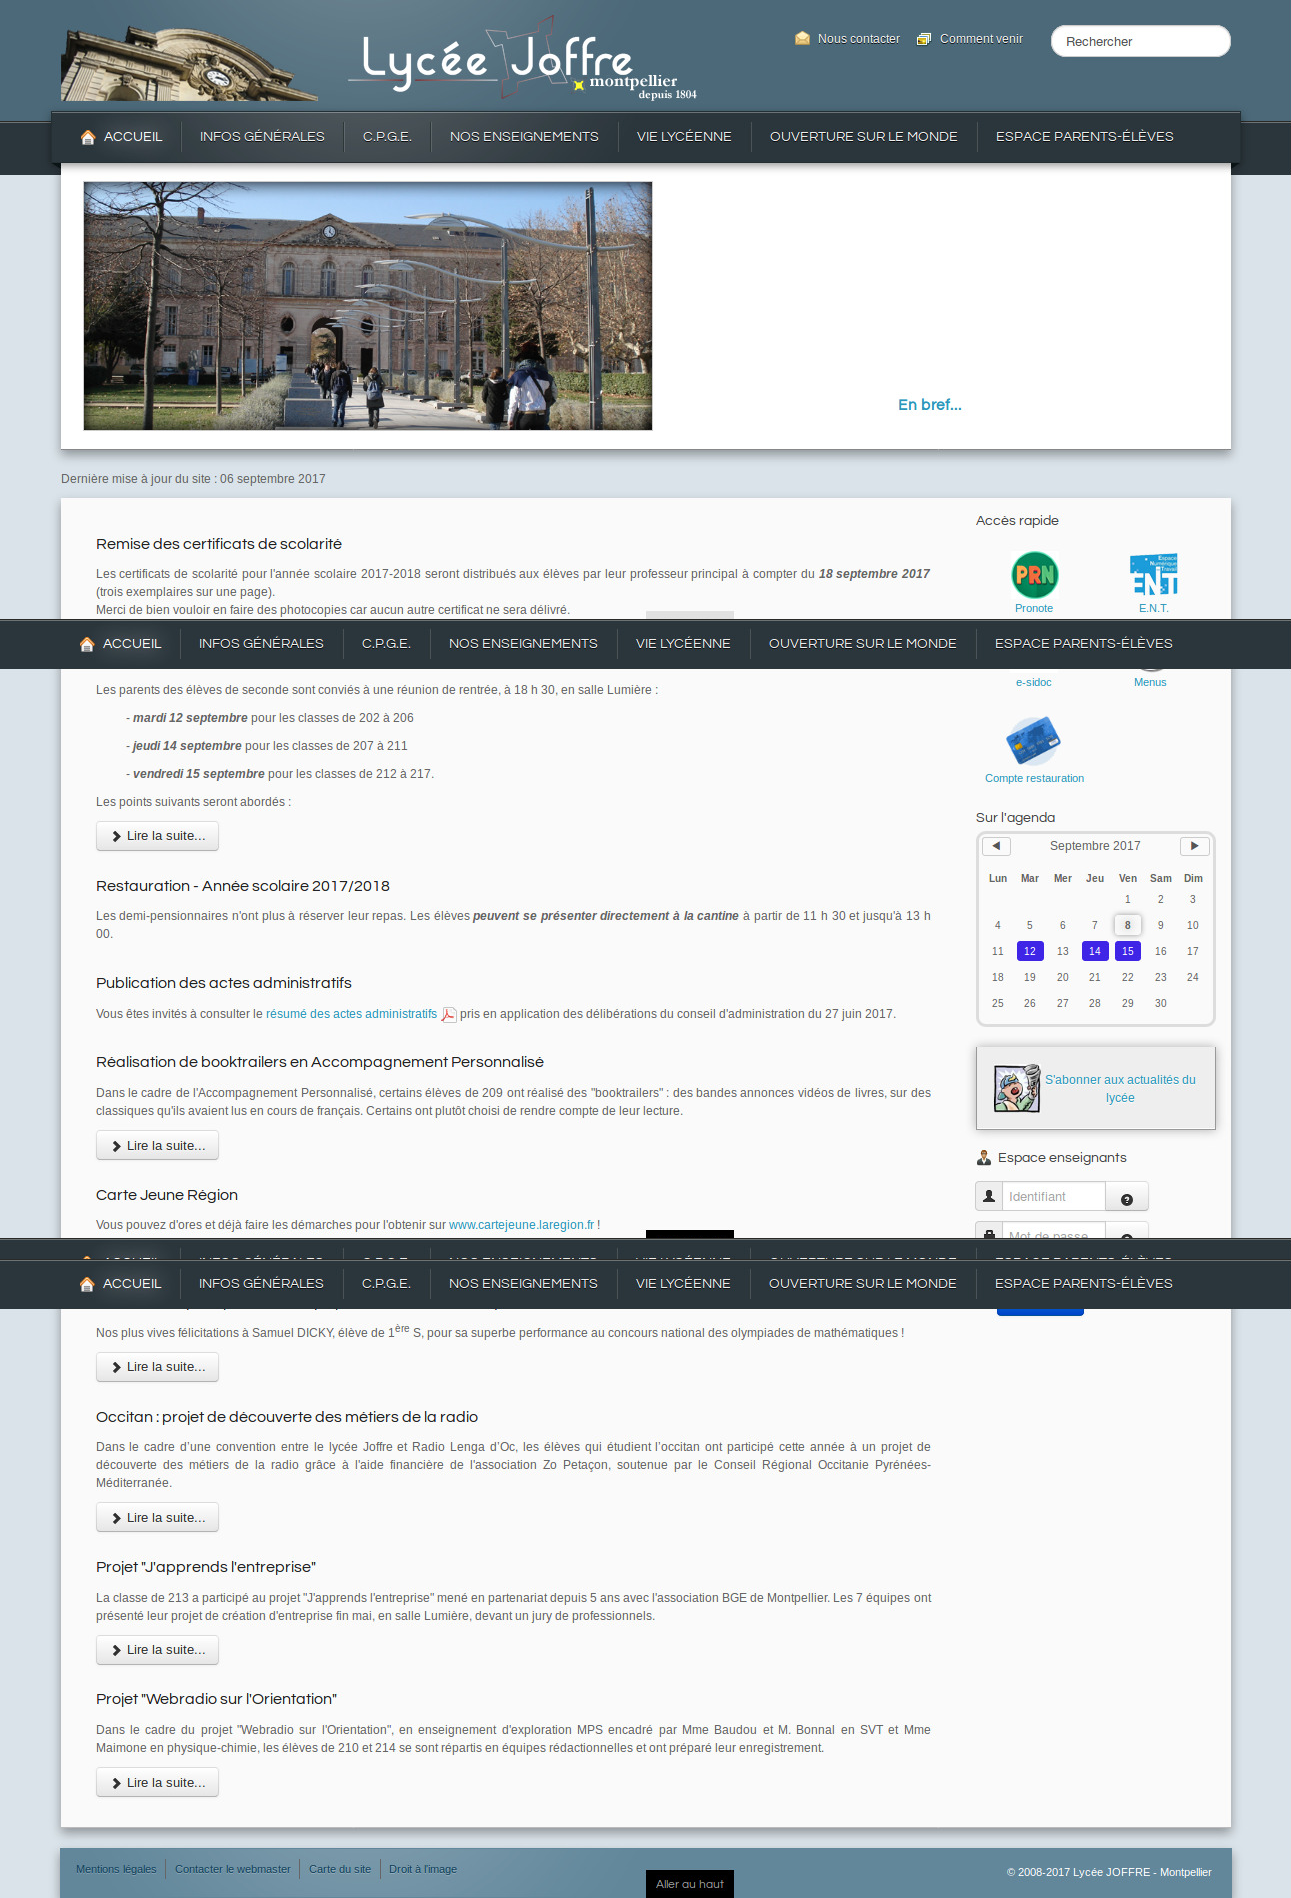 Lycée Joffre
montpellier
depuis 1804
Nous contacter
Comment venir
Rechercher
ACCUEIL
INFOS GÉNÉRALES
C.P.G.E.
NOS ENSEIGNEMENTS
VIE LYCÉENNE
OUVERTURE SUR LE MONDE
ESPACE PARENTS-ÉLÈVES
En bref...
Dernière mise à jour du site : 06 septembre 2017
Remise des certificats de scolarité
Les certificats de scolarité pour l'année scolaire 2017-2018 seront distribués aux élèves par leur professeur principal à compter du 18 septembre 2017
(trois exemplaires sur une page).
Merci de bien vouloir en faire des photocopies car aucun autre certificat ne sera délivré.
Accès rapide
PRN
Pronote
Espace
Numérique
Travail
ENT
E.N.T.
ACCUEIL
INFOS GÉNÉRALES
C.P.G.E.
NOS ENSEIGNEMENTS
VIE LYCÉENNE
OUVERTURE SUR LE MONDE
ESPACE PARENTS-ÉLÈVES
e-sidoc
Menus
Compte restauration
Les parents des élèves de seconde sont conviés à une réunion de rentrée, à 18 h 30, en salle Lumière :
- mardi 12 septembre pour les classes de 202 à 206
- jeudi 14 septembre pour les classes de 207 à 211
- vendredi 15 septembre pour les classes de 212 à 217.
Les points suivants seront abordés :
Lire la suite...
Sur l'agenda
Septembre 2017
Lun Mar Mer Jeu Ven Sam Dim
1 2 3
4 5 6 7 8 9 10
11 12 13 14 15 16 17
18 19 20 21 22 23 24
25 26 27 28 29 30
Restauration - Année scolaire 2017/2018
Les demi-pensionnaires n'ont plus à réserver leur repas. Les élèves peuvent se présenter directement à la cantine à partir de 11 h 30 et jusqu'à 13 h
00.
Publication des actes administratifs
Vous êtes invités à consulter le résumé des actes administratifs pris en application des délibérations du conseil d'administration du 27 juin 2017.
Réalisation de booktrailers en Accompagnement Personnalisé
Dans le cadre de l'Accompagnement Personnalisé, certains élèves de 209 ont réalisé des "booktrailers" : des bandes annonces vidéos de livres, sur des
classiques qu'ils avaient lus en cours de français. Certains ont plutôt choisi de rendre compte de leur lecture.
Lire la suite...
S'abonner aux actualités du
lycée
Espace enseignants
Identifiant
Mot de passe
Carte Jeune Région
Vous pouvez d'ores et déjà faire les démarches pour l'obtenir sur www.cartejeune.laregion.fr !
ACCUEIL
INFOS GÉNÉRALES
C.P.G.E.
NOS ENSEIGNEMENTS
VIE LYCÉENNE
OUVERTURE SUR LE MONDE
ESPACE PARENTS-ÉLÈVES
Nos plus vives félicitations à Samuel DICKY, élève de 1ère S, pour sa superbe performance au concours national des olympiades de mathématiques !
Lire la suite...
Occitan : projet de découverte des métiers de la radio
Dans le cadre d’une convention entre le lycée Joffre et Radio Lenga d’Oc, les élèves qui étudient l’occitan ont participé cette année à un projet de
découverte des métiers de la radio grâce à l'aide financière de l'association Zo Petaçon, soutenue par le Conseil Régional Occitanie Pyrénées-
Méditerranée.
Lire la suite...
Projet "J'apprends l'entreprise"
La classe de 213 a participé au projet "J'apprends l'entreprise" mené en partenariat depuis 5 ans avec l'association BGE de Montpellier. Les 7 équipes ont
présenté leur projet de création d'entreprise fin mai, en salle Lumière, devant un jury de professionnels.
Lire la suite...
Projet "Webradio sur l'Orientation"
Dans le cadre du projet "Webradio sur l'Orientation", en enseignement d'exploration MPS encadré par Mme Baudou et M. Bonnal en SVT et Mme
Maimone en physique-chimie, les élèves de 210 et 214 se sont répartis en équipes rédactionnelles et ont préparé leur enregistrement.
Lire la suite...
Mentions légales
Contacter le webmaster
Carte du site
Droit à l'image
© 2008-2017 Lycée JOFFRE - Montpellier
Aller au haut